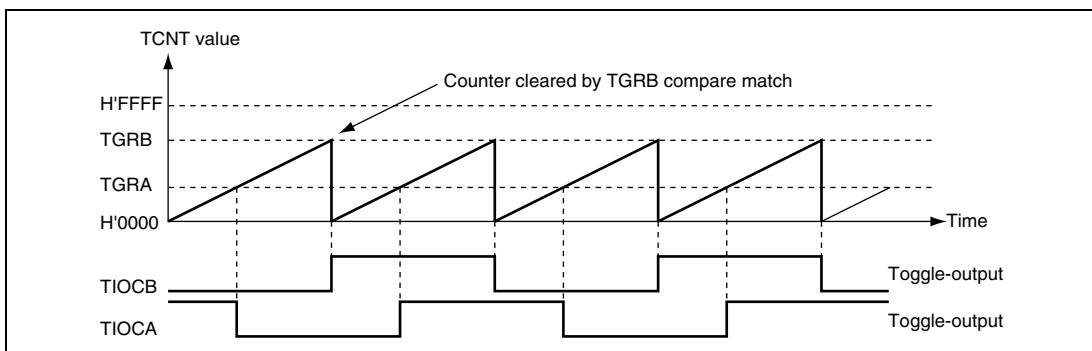 TCNT value
Counter cleared by TGRB compare match
H'FFFF
TGRB
TGRA
H'0000
Time
TIOCB
Toggle-output
TIOCA
Toggle-output